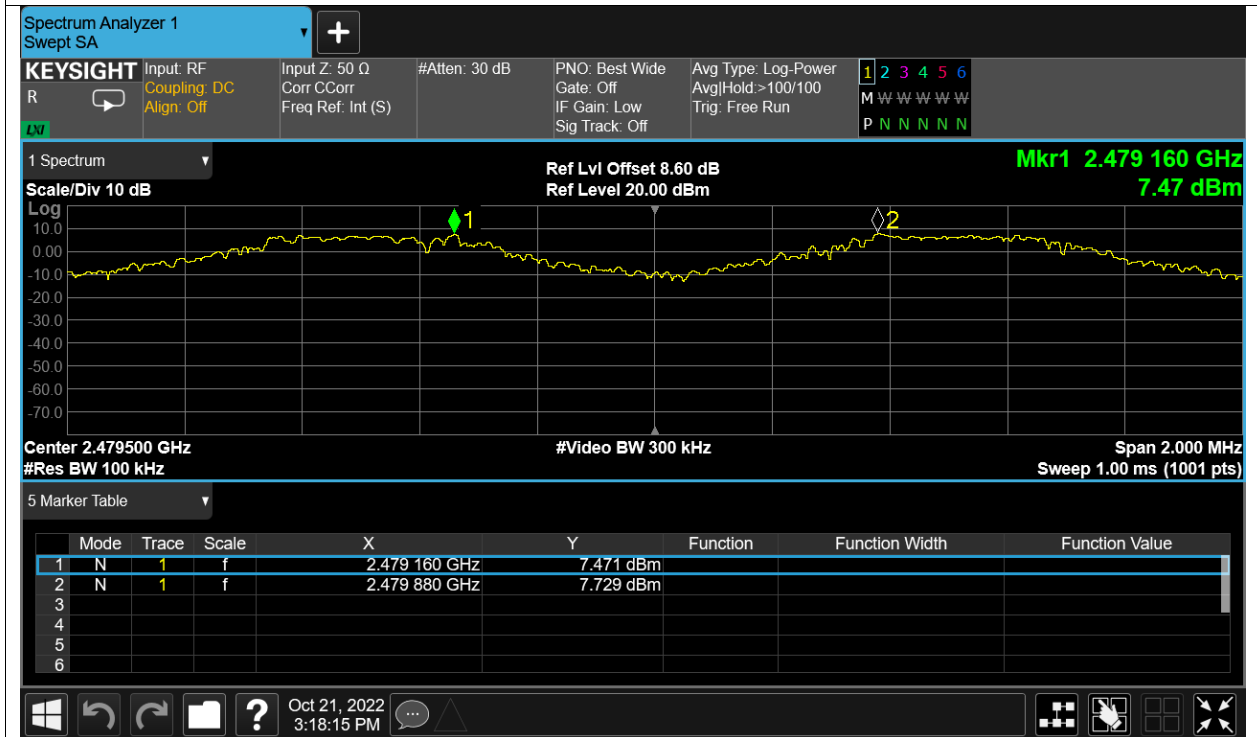 Spectrum Analyzer 1
Swept SA
+
KEYSIGHT Input: RF Input Z: 50 Ω #Atten: 30 dB PNO: Best Wide Avg Type: Log-Power 1 2 3 4 5 6
R Coupling: DC Corr CCorr Gate: Off Avg|Hold:>100/100 M W W W W W
Align: Off Freq Ref: Int (S) IF Gain: Low Trig: Free Run P N N N N N
LXI Sig Track: Off
1 Spectrum
Ref Lvl Offset 8.60 dB Mkr1 2.479 160 GHz
Scale/Div 10 dB Ref Level 20.00 dBm 7.47 dBm
Log
1 2
10.0
0.00
-10.0
-20.0
-30.0
-40.0
-50.0
-60.0
-70.0
Center 2.479500 GHz #Video BW 300 kHz Span 2.000 MHz
#Res BW 100 kHz Sweep 1.00 ms (1001 pts)
5 Marker Table
Mode Trace Scale X Y Function Function Width Function Value
1 N 1 f 2.479 160 GHz 7.471 dBm
2 N 1 f 2.479 880 GHz 7.729 dBm
3
4
5
6
? Oct 21, 2022
3:18:15 PM